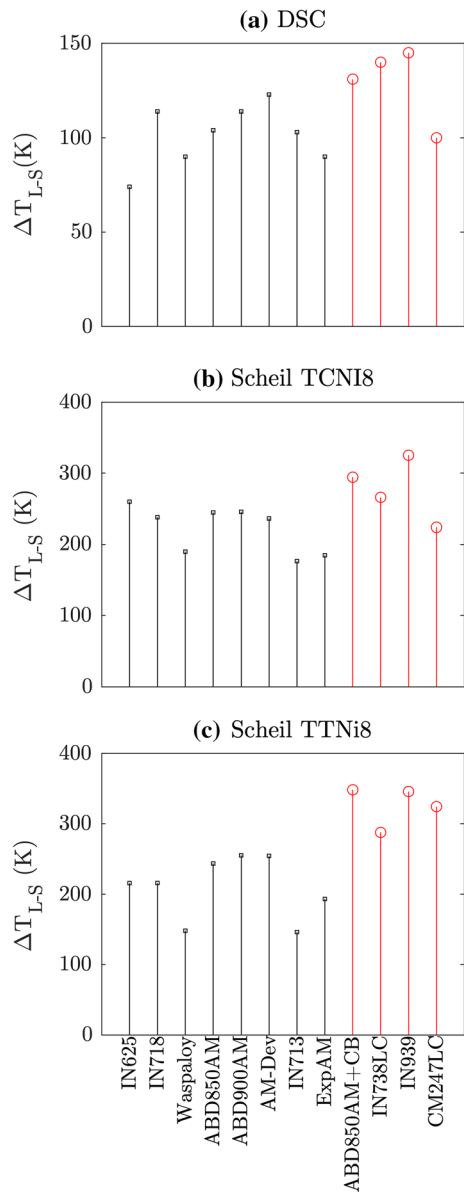 (a) DSC
150
100
50
0
ΔT_L-S(K)
(b) Scheil TCNI8
400
300
200
100
0
ΔT_L-S (K)
(c) Scheil TTNi8
400
300
200
100
0
ΔT_L-S (K)
IN625
IN718
Waspaloy
ABD850AM
ABD900AM
AM-Dev
IN713
ExpAM
ABD850AM+CB
IN738LC
IN939
CM247LC